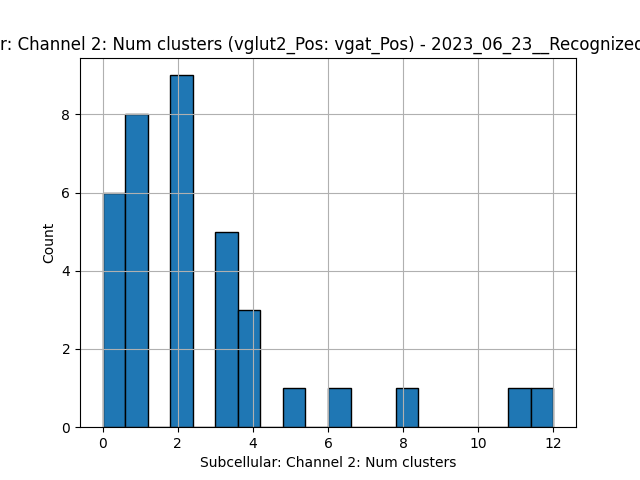 r: Channel 2: Num clusters (vglut2_Pos: vgat_Pos) - 2023_06_23__Recognized
8
6
4
2
0
Count
0 2 4 6 8 10 12
Subcellular: Channel 2: Num clusters